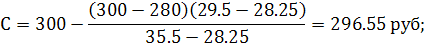 С = 300 − (300 − 280)(29.5 − 28.25) / 35.5 − 28.25 = 296.55 руб;